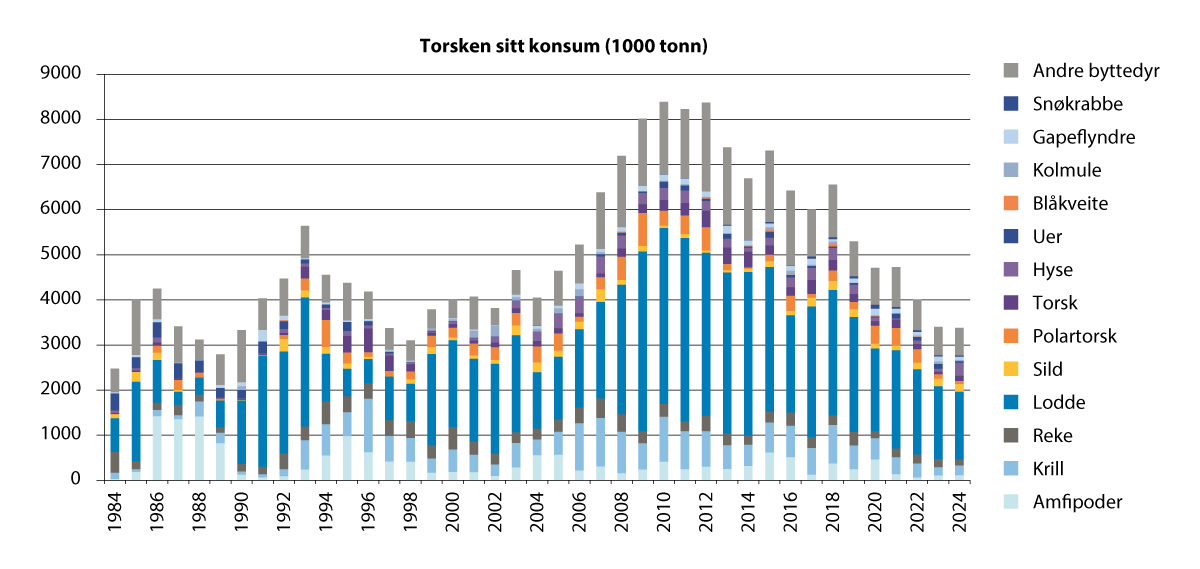 Torsken sitt konsum (1000 tonn)
9000
8000
7000
6000
5000
4000
3000
2000
1000
0
1984
1986
1988
1990
1992
1994
1996
1998
2000
2002
2004
2006
2008
2010
2012
2014
2016
2018
2020
2022
2024
Andre byttedyr
Snøkrabbe
Gapeflyndre
Kolmule
Blåkveite
Uer
Hyse
Torsk
Polartorsk
Sild
Lodde
Reke
Krill
Amfipoder